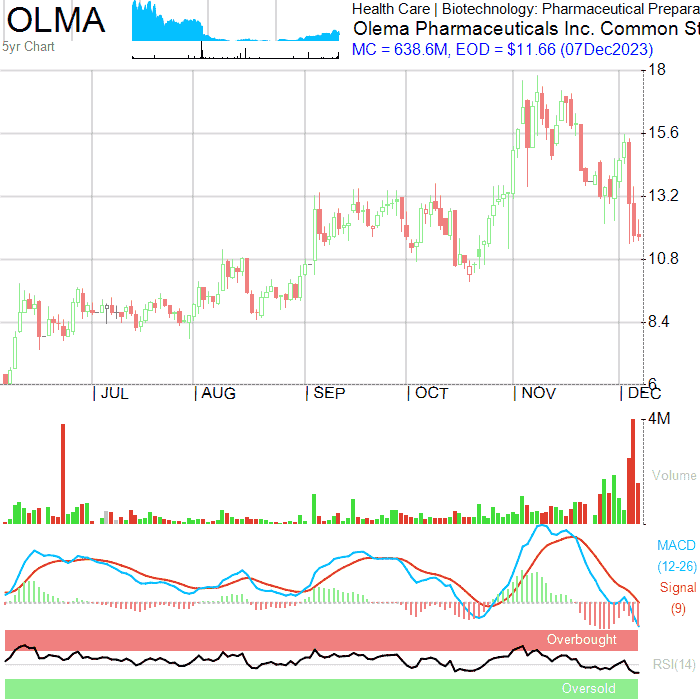 OLMA
5yr Chart
Health Care | Biotechnology: Pharmaceutical Prepara
Olema Pharmaceuticals Inc. Common St
MC = 638.6M, EOD = $11.66 (07Dec2023)
18
15.6
13.2
10.8
8.4
6
JUL
AUG
SEP
OCT
NOV
DEC
4M
Volume
MACD
(12-26)
Signal
(9)
Overbought
RSI(14)
Oversold